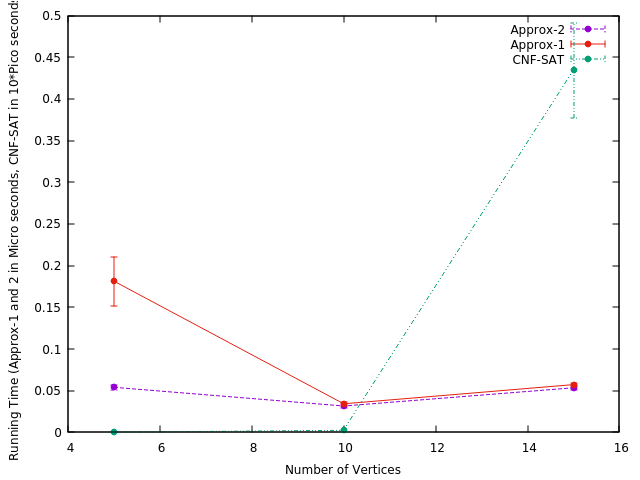 Running Time (Approx-1 and 2 in Micro seconds, CNF-SAT in 10*Pico
0.5
0.45
0.4
0.35
0.3
0.25
0.2
0.15
0.1
0.05
0
Approx-2
Approx-1
CNF-SAT
4 6 8 10 12 14 16
Number of Vertices